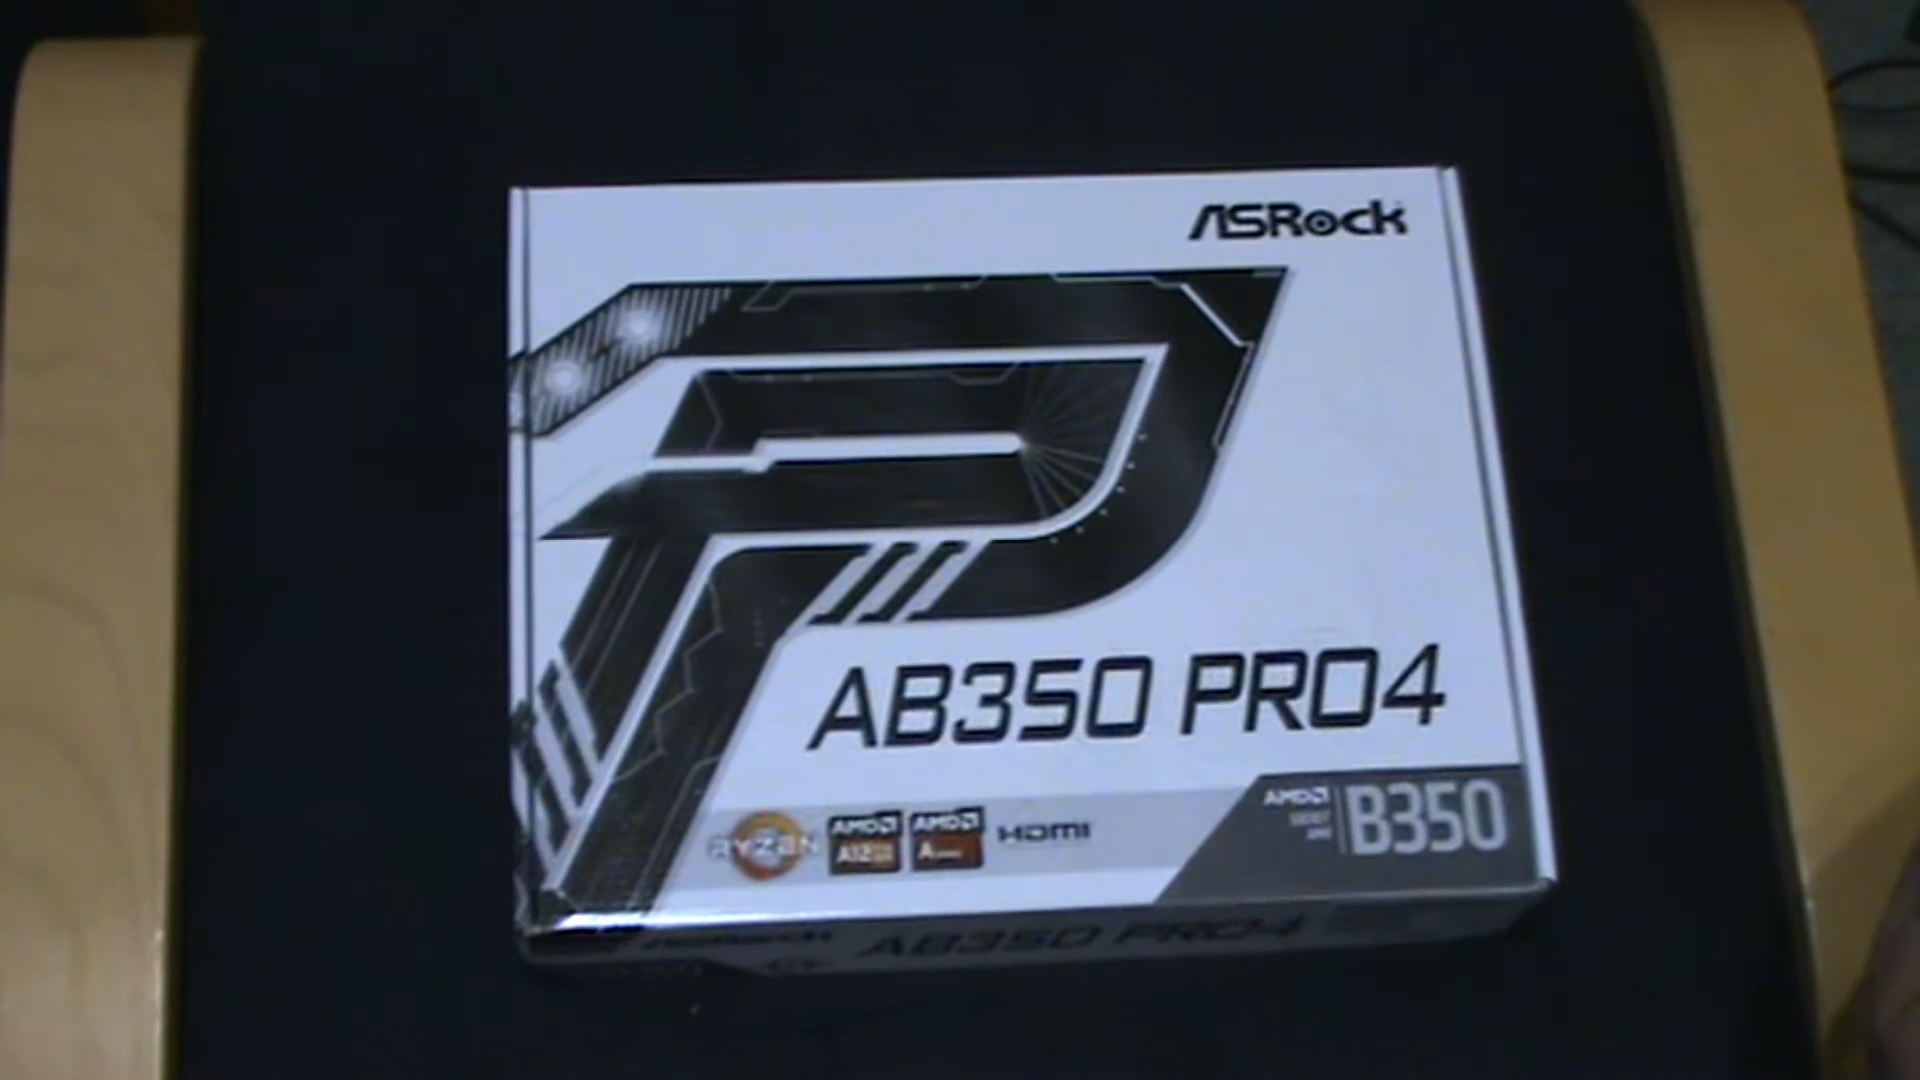 ASRock
AB350 PRO4
RYZEN
AMD
A12
AMD
A
HDMI
AMD
B350
AB350 PRO4